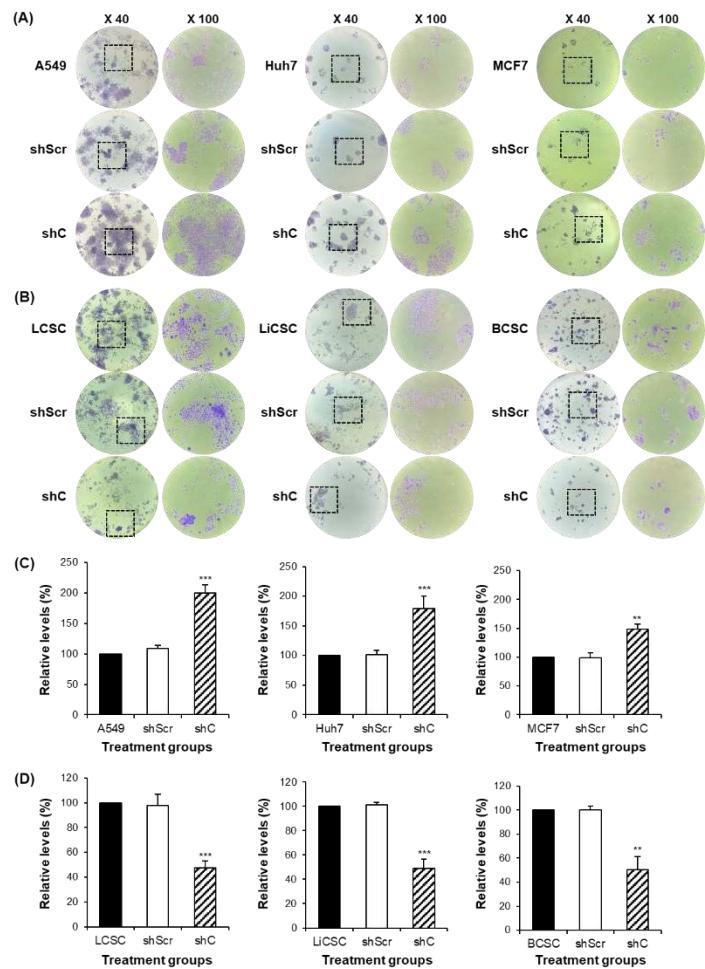 (A)
X 40 X 100 X 40 X 100 X 40 X 100
A549 Huh7 MCF7
shScr shScr shScr
shC shC shC
(B)
LCSC LiCSC BCSC
shScr shScr shScr
shC shC shC
(C)
Relative levels (%)
250
200
150
100
50
0
***
A549 shScr shC
Treatment groups
Relative levels (%)
250
200
150
100
50
0
***
Huh7 shScr shC
Treatment groups
Relative levels (%)
250
200
150
100
50
0
**
MCF7 shScr shC
Treatment groups
(D)
Relative levels (%)
120
100
80
60
40
20
0
***
LCSC shScr shC
Treatment groups
Relative levels (%)
120
100
80
60
40
20
0
***
LiCSC shScr shC
Treatment groups
Relative levels (%)
120
100
80
60
40
20
0
**
BCSC shScr shC
Treatment groups